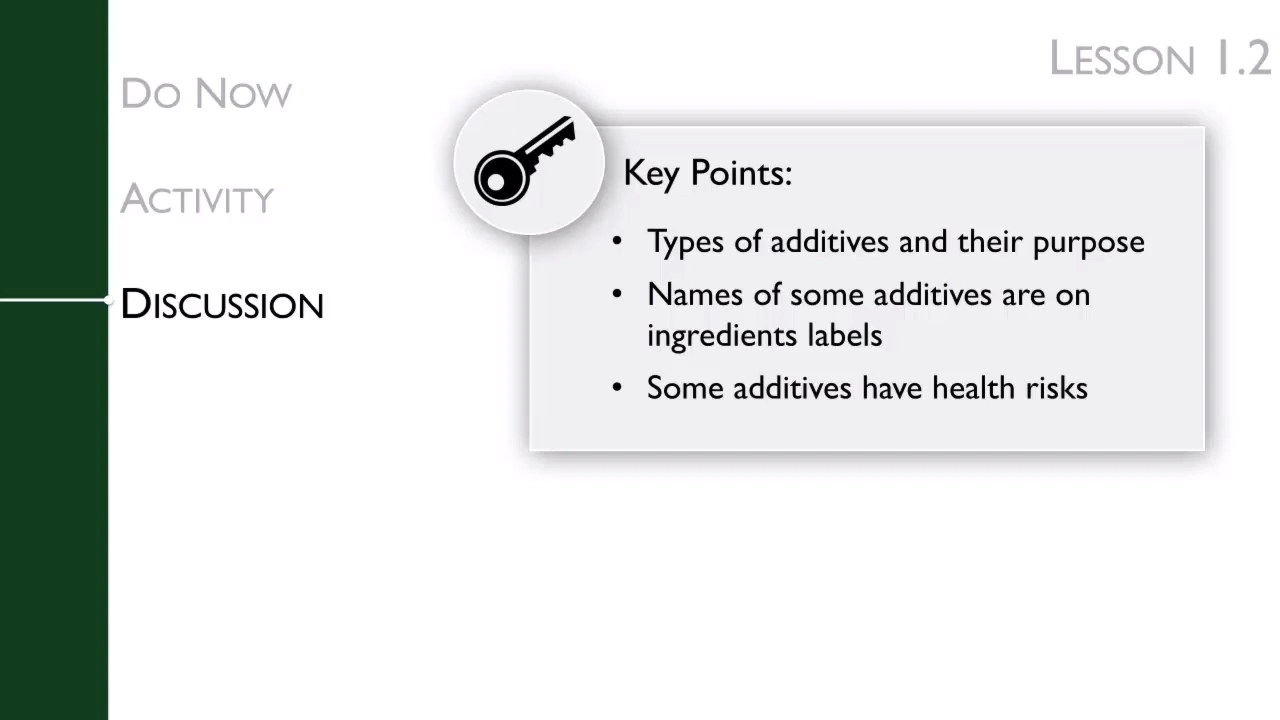 LESSON 1.2
DO NOW
ACTIVITY
DISCUSSION
Key Points:
• Types of additives and their purpose
• Names of some additives are on
ingredients labels
• Some additives have health risks